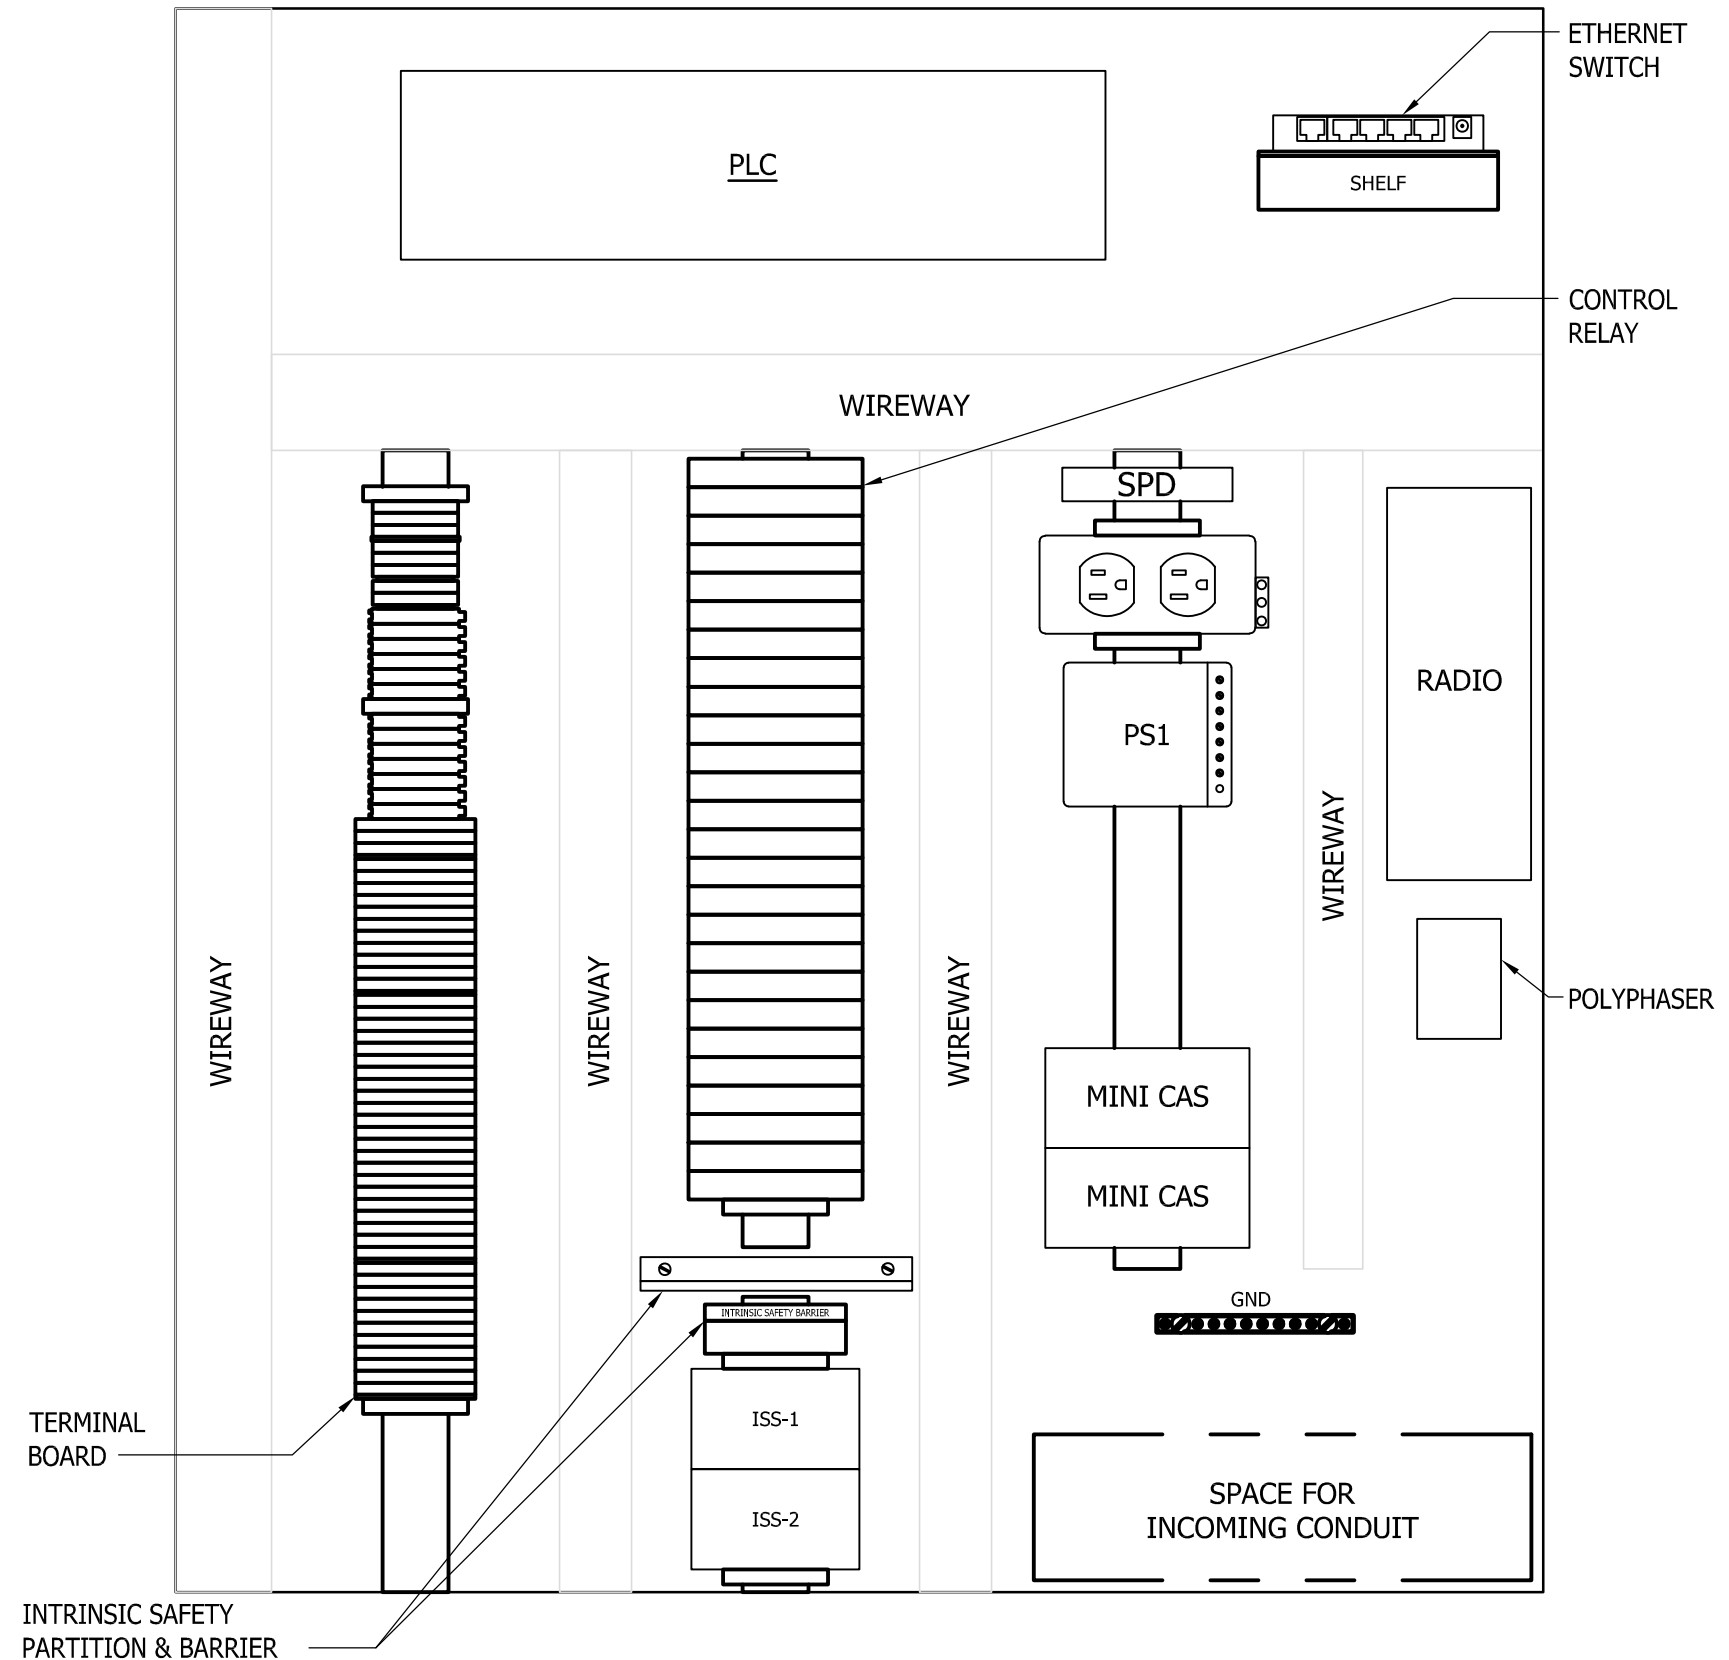 ETHERNET
SWITCH
PLC
SHELF
CONTROL
RELAY
WIREWAY
SPD
RADIO
PS1
WIREWAY
WIREWAY
WIREWAY
WIREWAY
POLYPHASER
MINI CAS
MINI CAS
GND
INTRINSIC SAFETY BARRIER
TERMINAL
BOARD
ISS-1
ISS-2
SPACE FOR
INCOMING CONDUIT
INTRINSIC SAFETY
PARTITION & BARRIER